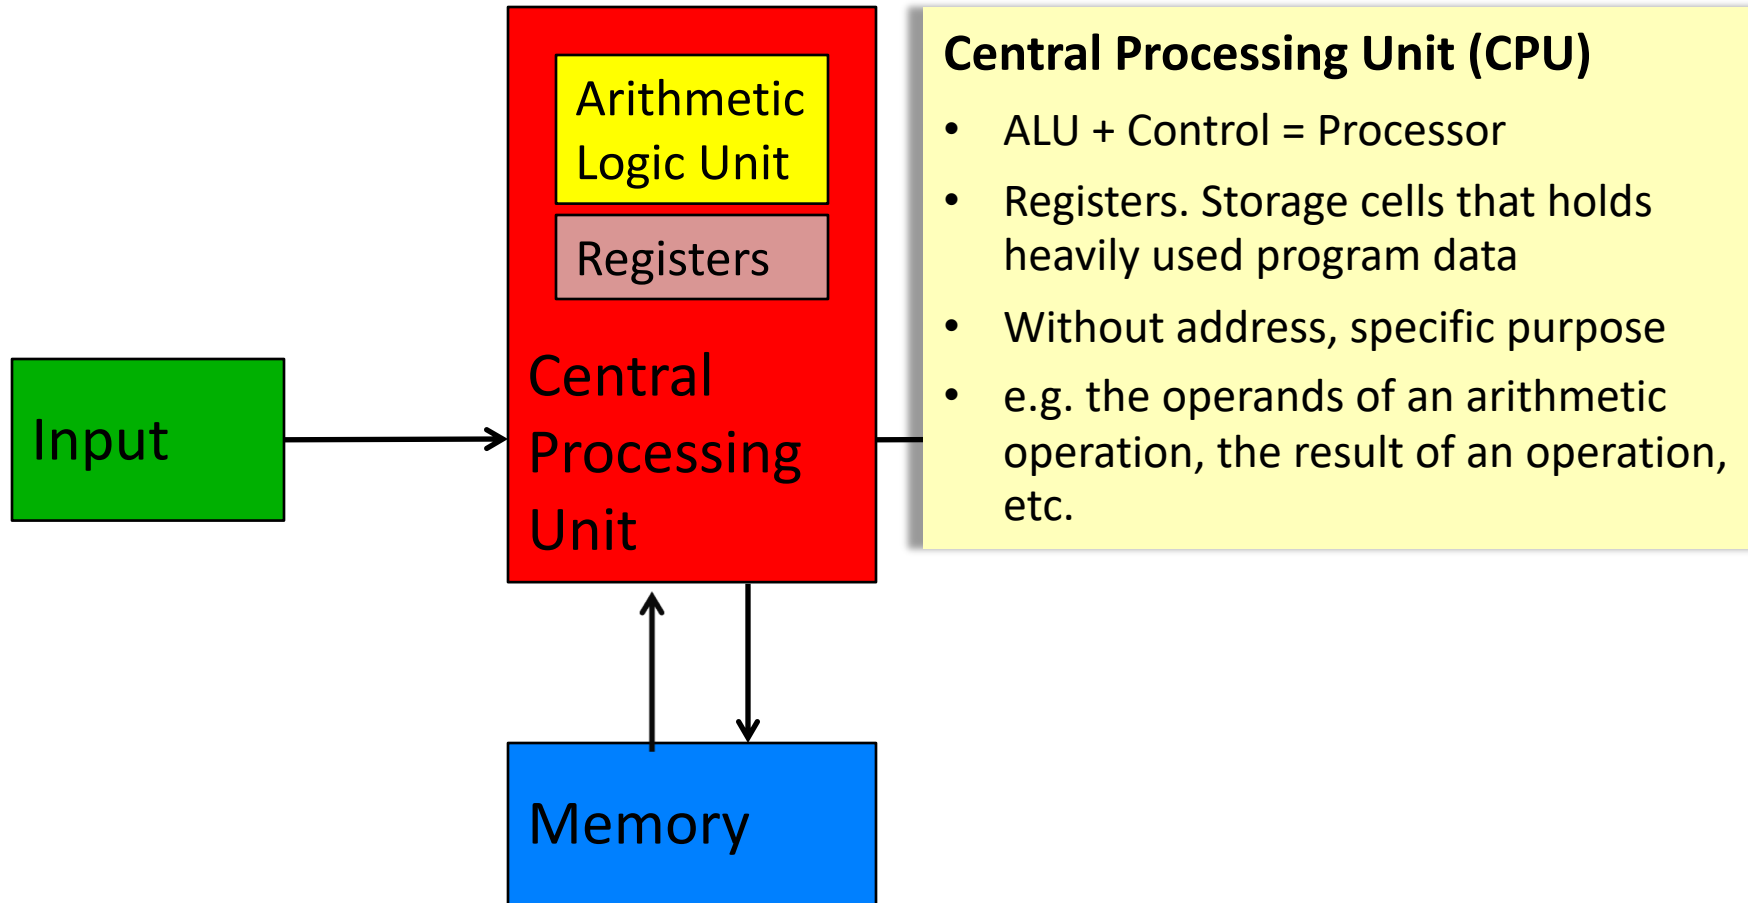 Arithmetic
Logic Unit
Registers
Central
Processing
Unit
Input
Memory
Central Processing Unit (CPU)
• ALU + Control = Processor
• Registers. Storage cells that holds
heavily used program data
• Without address, specific purpose
• e.g. the operands of an arithmetic
operation, the result of an operation,
etc.